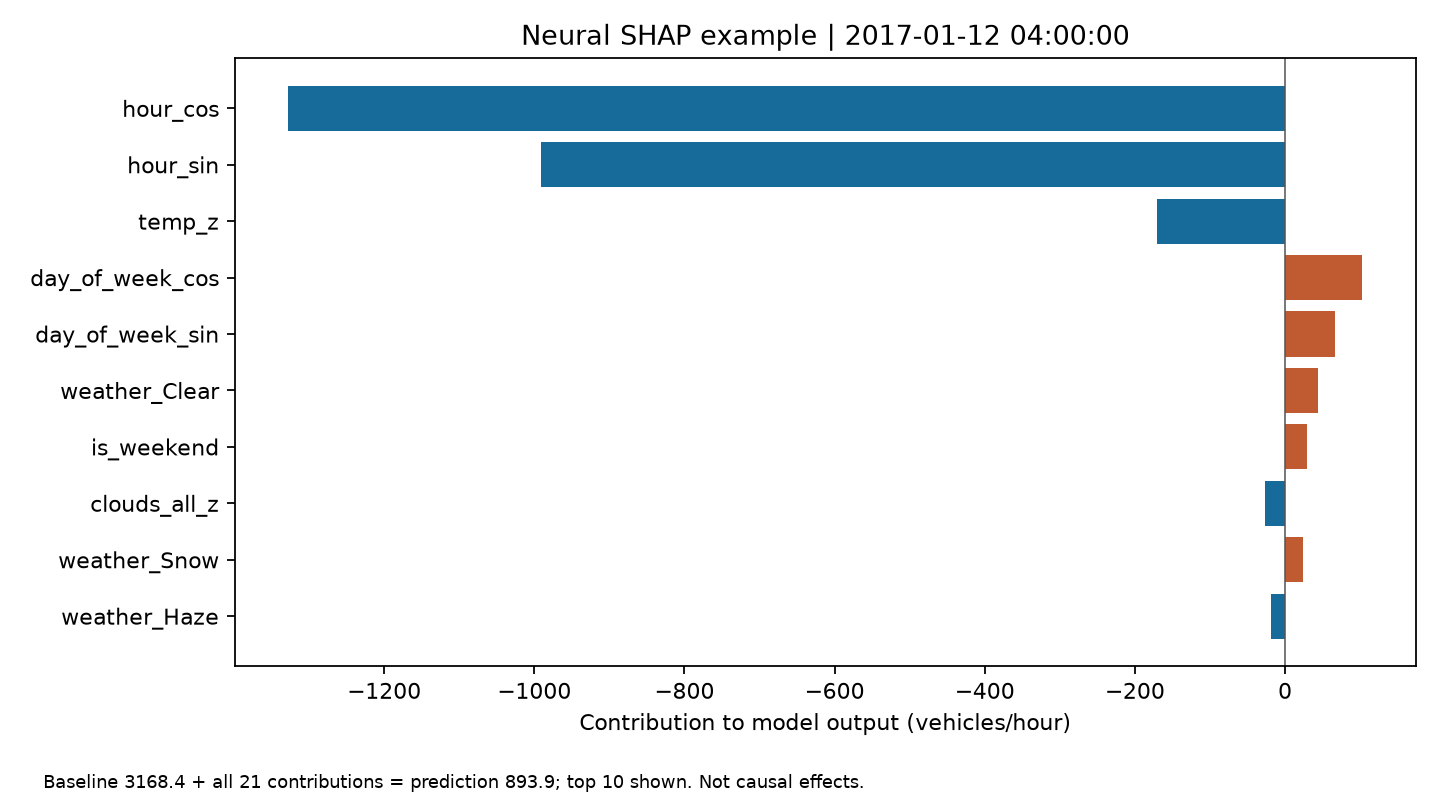 Neural SHAP example | 2017-01-12 04:00:00
hour_cos
hour_sin
temp_z
day_of_week_cos
day_of_week_sin
weather_Clear
is_weekend
clouds_all_z
weather_Snow
weather_Haze
−1200 −1000 −800 −600 −400 −200 0
Contribution to model output (vehicles/hour)
Baseline 3168.4 + all 21 contributions = prediction 893.9; top 10 shown. Not causal effects.